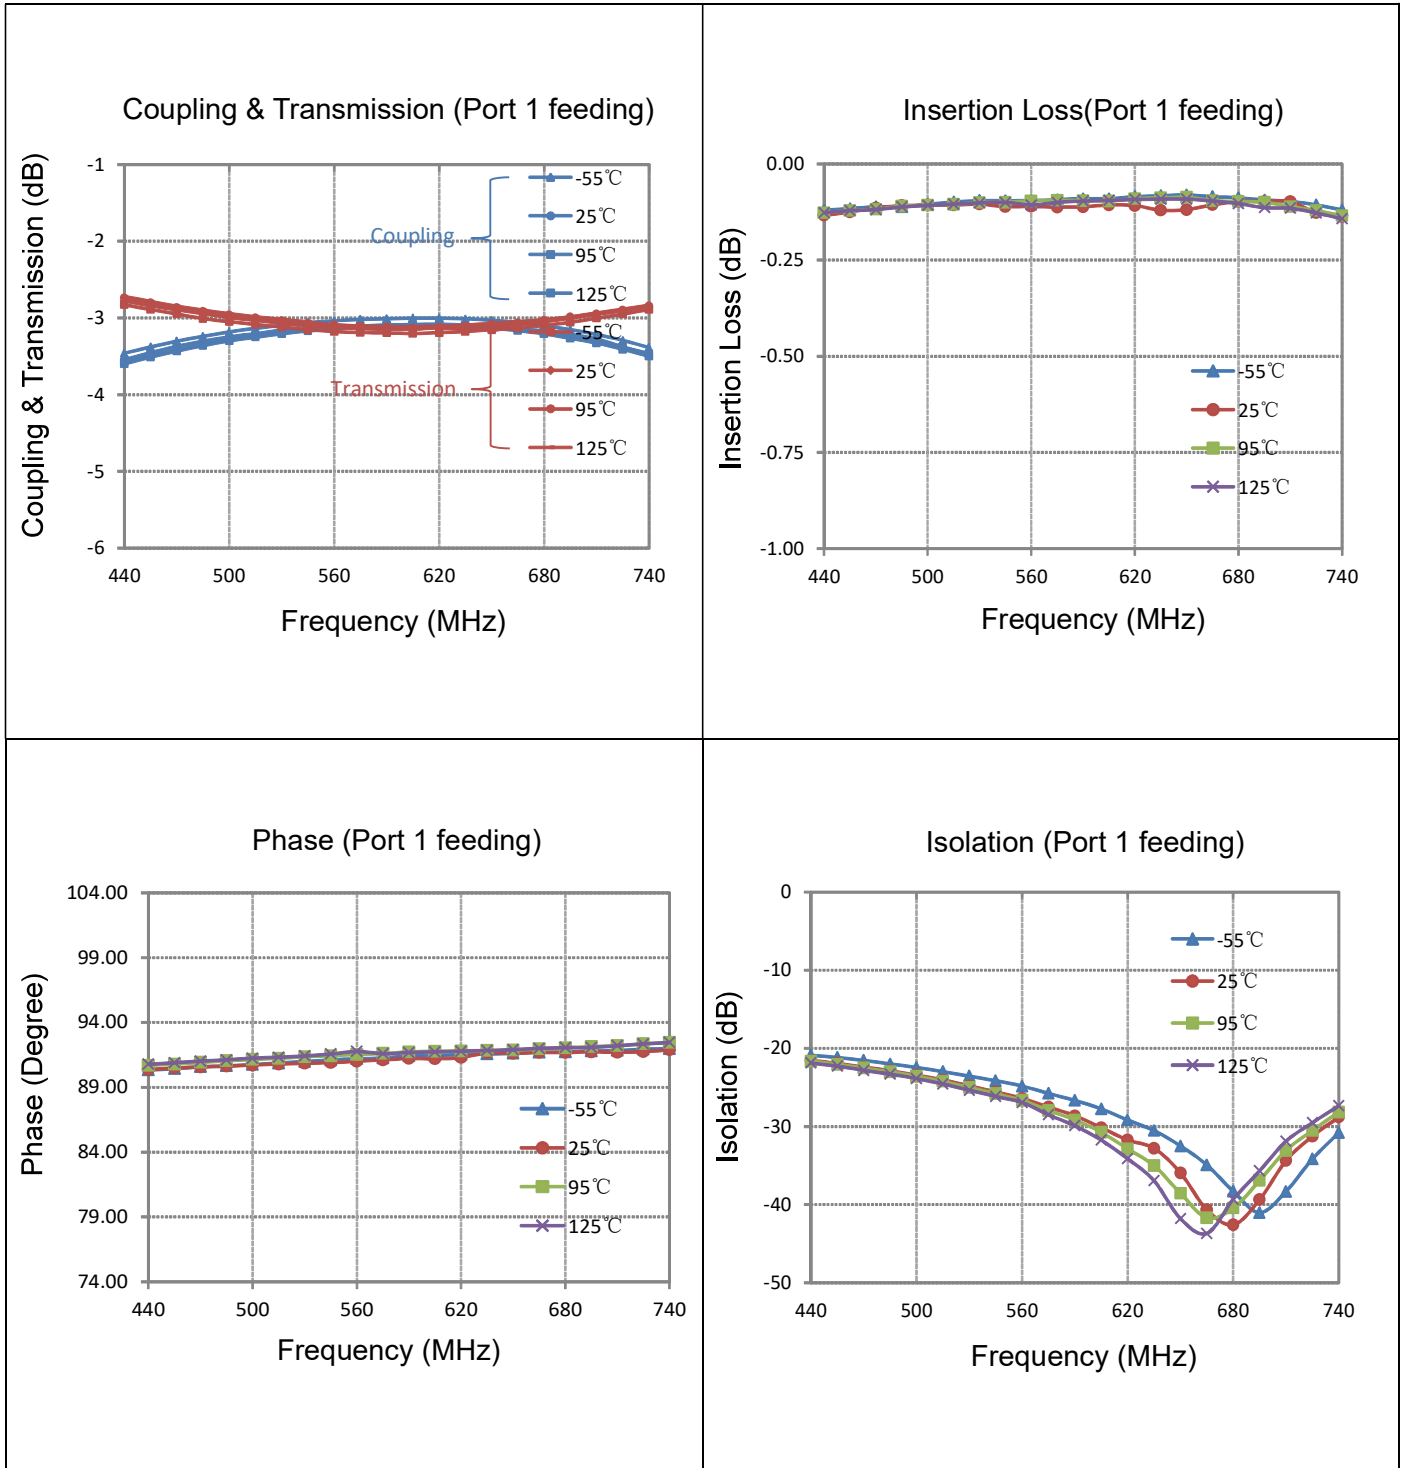 Coupling & Transmission (Port 1 feeding)
Coupling & Transmission (dB)
-1
-2
-3
-4
-5
-6
440 500 560 620 680 740
Frequency (MHz)
Coupling
-55℃
25℃
95℃
125℃
Transmission
-55℃
25℃
95℃
125℃
Insertion Loss(Port 1 feeding)
Insertion Loss (dB)
0.00
-0.25
-0.50
-0.75
-1.00
440 500 560 620 680 740
Frequency (MHz)
-55℃
25℃
95℃
125℃
Phase (Port 1 feeding)
Phase (Degree)
104.00
99.00
94.00
89.00
84.00
79.00
74.00
440 500 560 620 680 740
Frequency (MHz)
-55℃
25℃
95℃
125℃
Isolation (Port 1 feeding)
Isolation (dB)
0
-10
-20
-30
-40
-50
440 500 560 620 680 740
Frequency (MHz)
-55℃
25℃
95℃
125℃